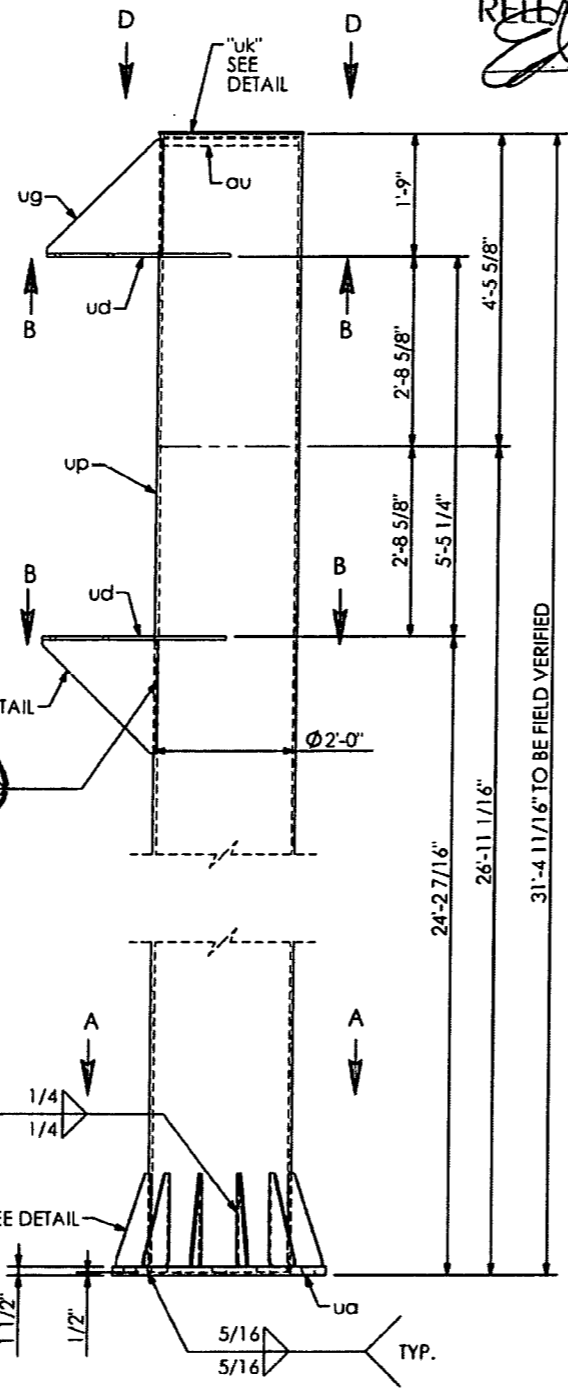 D
D
"uk"
SEE
DETAIL
au
ug
1'-9"
4'-5 5/8"
ud
B
B
2'-8 5/8"
up
2'-8 5/8"
5'-5 1/4"
B
B
ud
TAIL
Ø2'-0"
24'-2 7/16"
26'-11 1/16"
31'-4 11/16" TO BE FIELD VERIFIED
A
A
1/4
1/4
EE DETAIL
1 1/2"
1/2"
ua
5/16
5/16
TYP.